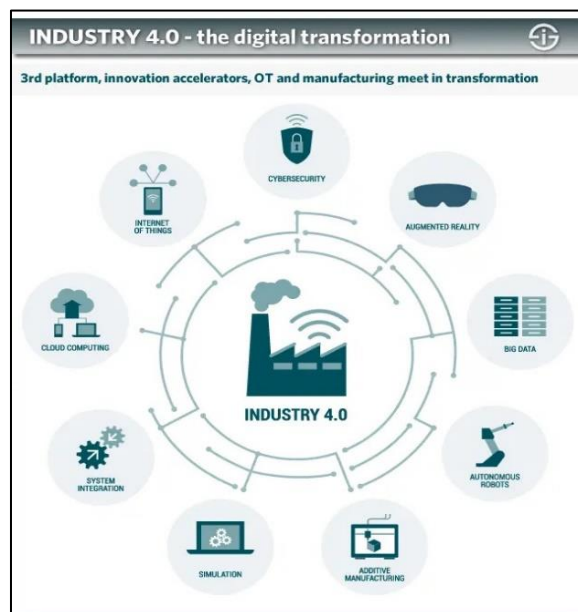 INDUSTRY 4.0 - the digital transformation
3rd platform, innovation accelerators, OT and manufacturing meet in transformation
CYBERSECURITY
AUGMENTED REALITY
BIG DATA
AUTONOMOUS
ROBOTS
ADDITIVE
MANUFACTURING
SIMULATION
SYSTEM
INTEGRATION
CLOUD COMPUTING
INTERNET
OF THINGS
INDUSTRY 4.0